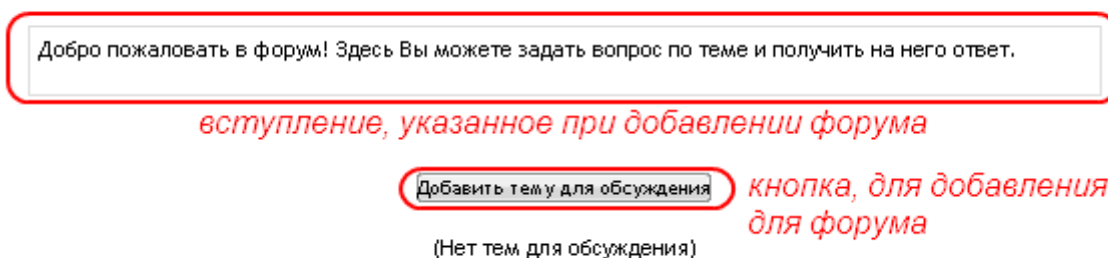 Добро пожаловать в форум! Здесь Вы можете задать вопрос по теме и получить на него ответ.
вступление, указанное при добавлении форума
Добавить тему для обсуждения
кнопка, для добавления
для форума
(Нет тем для обсуждения)